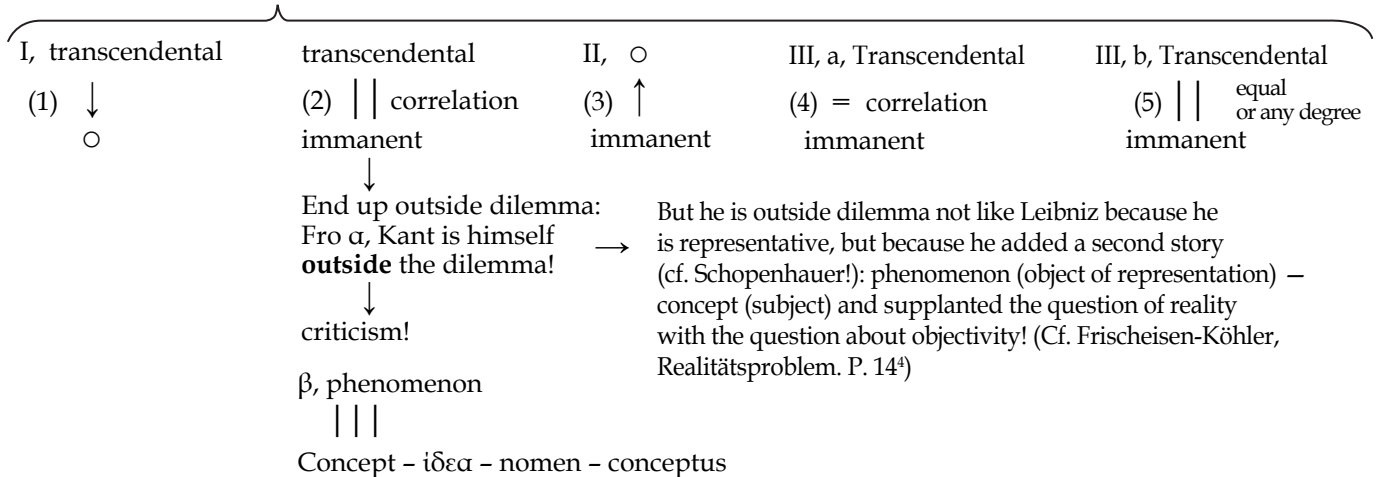 I, transcendental
(1) ↓
○
transcendental
(2) || correlation
immanent
↓
End up outside dilemma:
Fro α, Kant is himself
outside the dilemma!
↓
criticism!
β, phenomenon
|||
Concept – ἰδεα – nomen – conceptus
→
But he is outside dilemma not like Leibniz because he
is representative, but because he added a second story
(cf. Schopenhauer!): phenomenon (object of representation) —
concept (subject) and supplanted the question of reality
with the question about objectivity! (Cf. Frischeisen-Köhler,
Realitätsproblem. P. 14⁴)
II, ○
(3) ↑
immanent
III, a, Transcendental
(4) = correlation
immanent
III, b, Transcendental
(5) || equal
or any degree
immanent